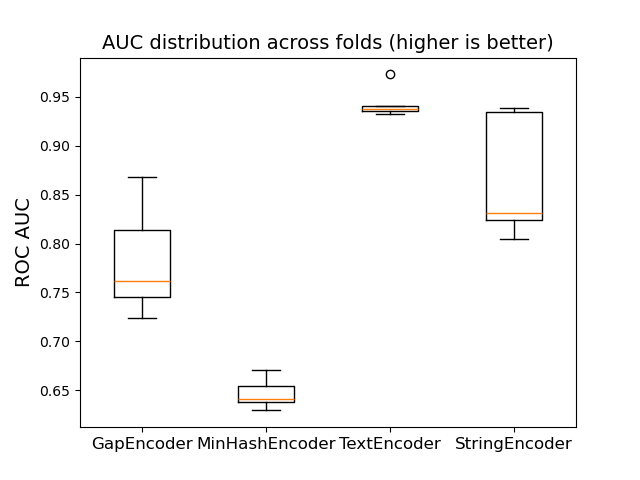 AUC distribution across folds (higher is better)
ROC AUC
0.95
0.90
0.85
0.80
0.75
0.70
0.65
GapEncoder MinHashEncoder TextEncoder StringEncoder